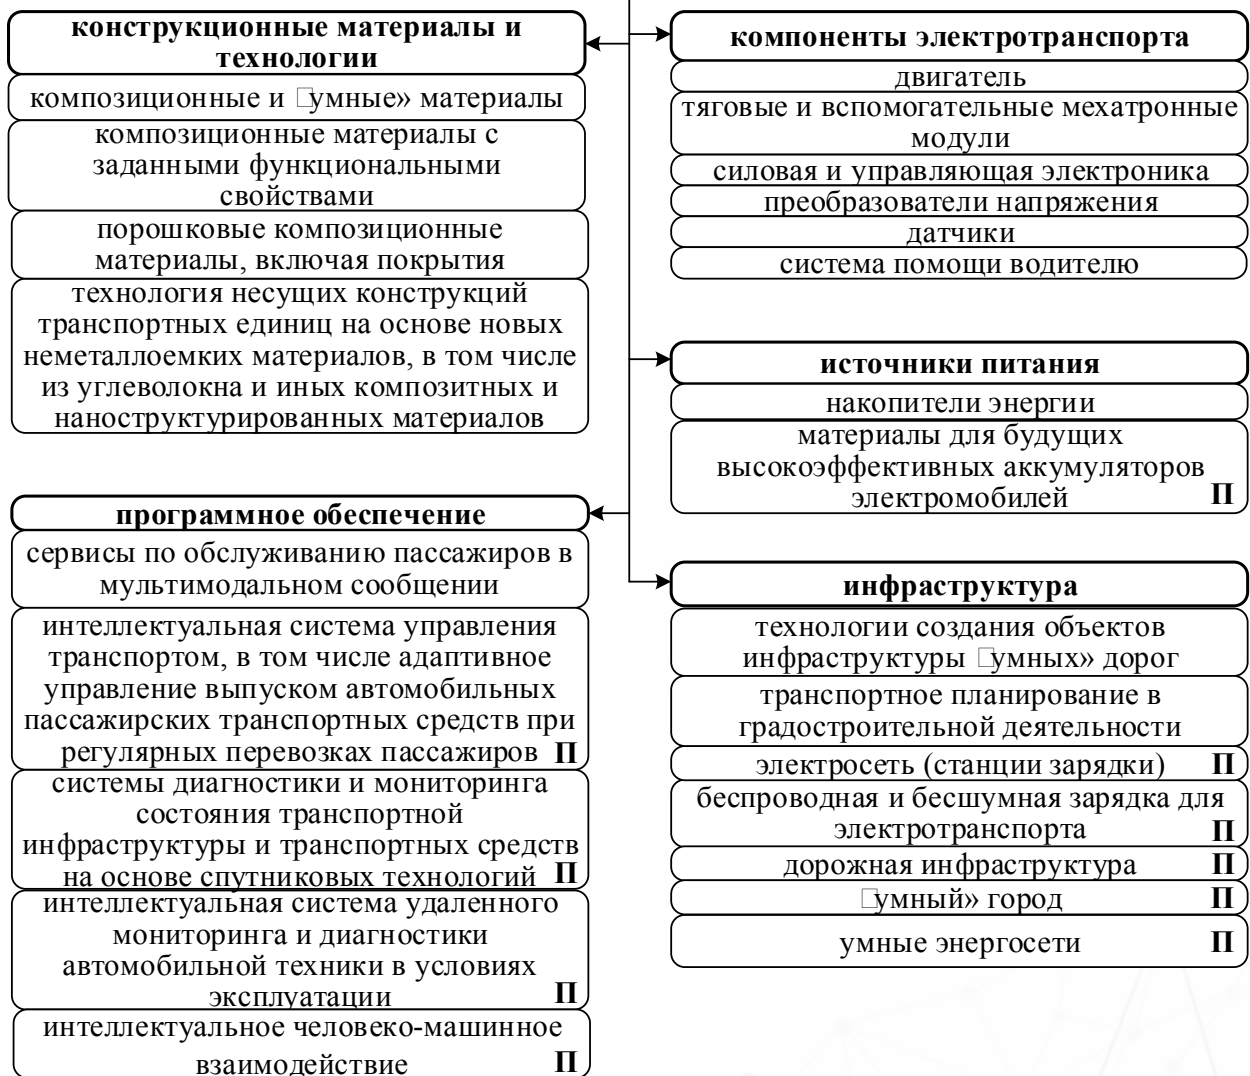 конструкционные материалы и
технологии
композиционные и □умные» материалы
композиционные материалы с
заданными функциональными
свойствами
порошковые композиционные
материалы, включая покрытия
технология несущих конструкций
транспортных единиц на основе новых
неметаллоемких материалов, в том числе
из углеволокна и иных композитных и
наноструктурированных материалов
программное обеспечение
сервисы по обслуживанию пассажиров в
мультимодальном сообщении
интеллектуальная система управления
транспортом, в том числе адаптивное
управление выпуском автомобильных
пассажирских транспортных средств при
регулярных перевозках пассажиров П
системы диагностики и мониторинга
состояния транспортной
инфраструктуры и транспортных средств
на основе спутниковых технологий П
интеллектуальная система удаленного
мониторинга и диагностики
автомобильной техники в условиях
эксплуатации П
интеллектуальное человеко-машинное
взаимодействие П
компоненты электротранспорта
двигатель
тяговые и вспомогательные мехатронные
модули
силовая и управляющая электроника
преобразователи напряжения
датчики
система помощи водителю
источники питания
накопители энергии
материалы для будущих
высокоэффективных аккумуляторов
электромобилей П
инфраструктура
технологии создания объектов
инфраструктуры □умных» дорог
транспортное планирование в
градостроительной деятельности
электросеть (станции зарядки) П
беспроводная и бесшумная зарядка для
электротранспорта П
дорожная инфраструктура П
□умный» город П
умные энергосети П